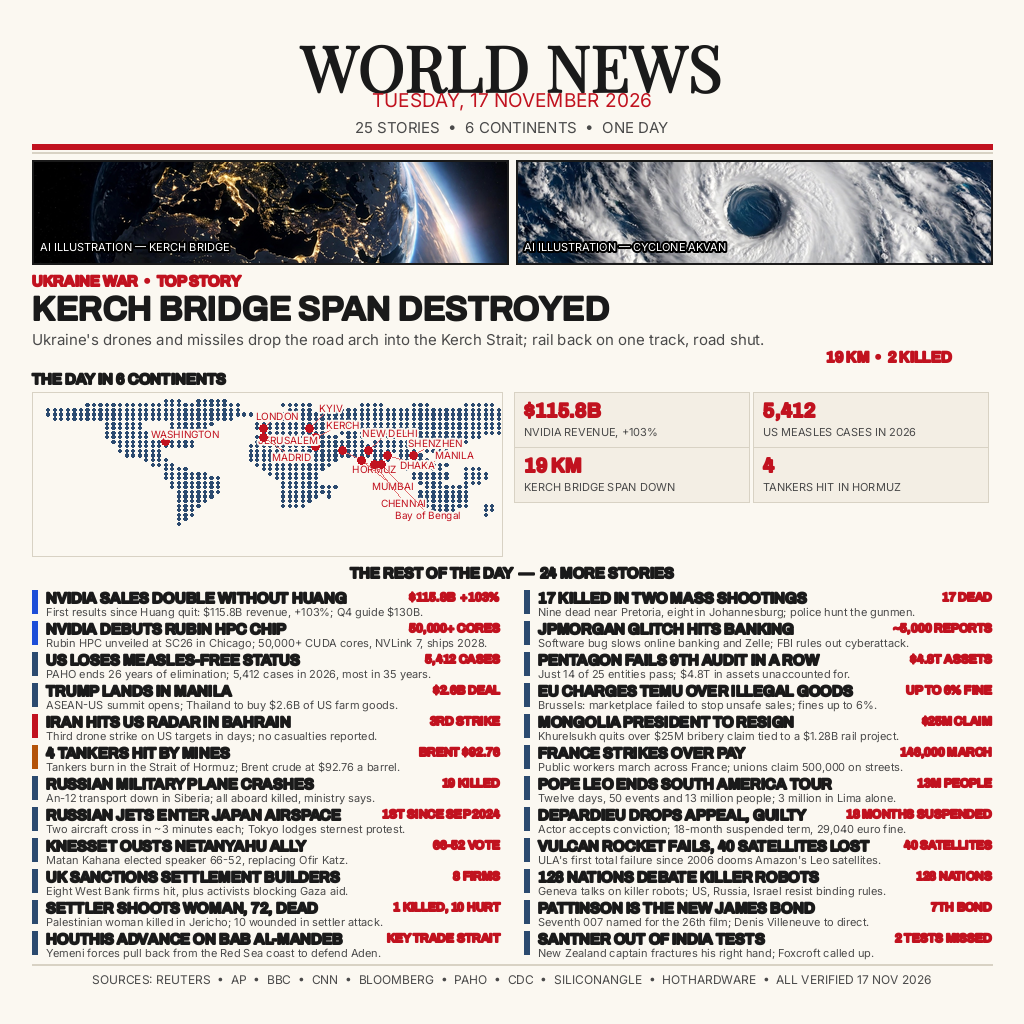 WORLD NEWS
TUESDAY, 17 NOVEMBER 2026
25 STORIES • 6 CONTINENTS • ONE DAY
AI ILLUSTRATION — KERCH BRIDGE
AI ILLUSTRATION — CYCLONE AKVAN
UKRAINE WAR • TOP STORY
KERCH BRIDGE SPAN DESTROYED
Ukraine's drones and missiles drop the road arch into the Kerch Strait; rail back on one track, road shut.
19 KM • 2 KILLED
THE DAY IN 6 CONTINENTS
KYIV
LONDON
KERCH
WASHINGTON
NEW DELHI
JERUSALEM
SHENZHEN
MADRID
MANILA
HORMUZ
DHAKA
MUMBAI
CHENNAI
Bay of Bengal
$115.8B
NVIDIA REVENUE, +103%
5,412
US MEASLES CASES IN 2026
19 KM
KERCH BRIDGE SPAN DOWN
4
TANKERS HIT IN HORMUZ
THE REST OF THE DAY — 24 MORE STORIES
NVIDIA SALES DOUBLE WITHOUT HUANG $115.8B +103%
First results since Huang quit: $115.8B revenue, +103%; Q4 guide $130B.
NVIDIA DEBUTS RUBIN HPC CHIP 50,000+ CORES
Rubin HPC unveiled at SC26 in Chicago; 50,000+ CUDA cores, NVLink 7, ships 2028.
US LOSES MEASLES-FREE STATUS 5,412 CASES
PAHO ends 26 years of elimination; 5,412 cases in 2026, most in 35 years.
TRUMP LANDS IN MANILA $2.6B DEAL
ASEAN-US summit opens; Thailand to buy $2.6B of US farm goods.
IRAN HITS US RADAR IN BAHRAIN 3RD STRIKE
Third drone strike on US targets in days; no casualties reported.
4 TANKERS HIT BY MINES BRENT $92.76
Tankers burn in the Strait of Hormuz; Brent crude at $92.76 a barrel.
RUSSIAN MILITARY PLANE CRASHES 19 KILLED
An-12 transport down in Siberia; all aboard killed, ministry says.
RUSSIAN JETS ENTER JAPAN AIRSPACE 1ST SINCE SEP 2024
Two aircraft cross in ~3 minutes each; Tokyo lodges sternest protest.
KNESSET OUSTS NETANYAHU ALLY 66-52 VOTE
Matan Kahana elected speaker 66-52, replacing Ofir Katz.
UK SANCTIONS SETTLEMENT BUILDERS 8 FIRMS
Eight West Bank firms hit, plus activists blocking Gaza aid.
SETTLER SHOOTS WOMAN, 72, DEAD 1 KILLED, 10 HURT
Palestinian woman killed in Jericho; 10 wounded in settler attack.
HOUTHIS ADVANCE ON BAB AL-MANDEB KEY TRADE STRAIT
Yemeni forces pull back from the Red Sea coast to defend Aden.
17 KILLED IN TWO MASS SHOOTINGS 17 DEAD
Nine dead near Pretoria, eight in Johannesburg; police hunt the gunmen.
JPMORGAN GLITCH HITS BANKING ~5,000 REPORTS
Software bug slows online banking and Zelle; FBI rules out cyberattack.
PENTAGON FAILS 9TH AUDIT IN A ROW $4.8T ASSETS
Just 14 of 25 entities pass; $4.8T in assets unaccounted for.
EU CHARGES TEMU OVER ILLEGAL GOODS UP TO 6% FINE
Brussels: marketplace failed to stop unsafe sales; fines up to 6%.
MONGOLIA PRESIDENT TO RESIGN $25M CLAIM
Khurelsukh quits over $25M bribery claim tied to a $1.28B rail project.
FRANCE STRIKES OVER PAY 146,000 MARCH
Public workers march across France; unions claim 500,000 on streets.
POPE LEO ENDS SOUTH AMERICA TOUR 13M PEOPLE
Twelve days, 50 events and 13 million people; 3 million in Lima alone.
DEPARDIEU DROPS APPEAL, GUILTY 18 MONTHS SUSPENDED
Actor accepts conviction; 18-month suspended term, 29,040 euro fine.
VULCAN ROCKET FAILS, 40 SATELLITES LOST 40 SATELLITES
ULA's first total failure since 2006 dooms Amazon's Leo satellites.
128 NATIONS DEBATE KILLER ROBOTS 128 NATIONS
Geneva talks on killer robots; US, Russia, Israel resist binding rules.
PATTINSON IS THE NEW JAMES BOND 7TH BOND
Seventh 007 named for the 26th film; Denis Villeneuve to direct.
SANTNER OUT OF INDIA TESTS 2 TESTS MISSED
New Zealand captain fractures his right hand; Foxcroft called up.
SOURCES: REUTERS • AP • BBC • CNN • BLOOMBERG • PAHO • CDC • SILICONANGLE • HOTHARDWARE • ALL VERIFIED 17 NOV 2026